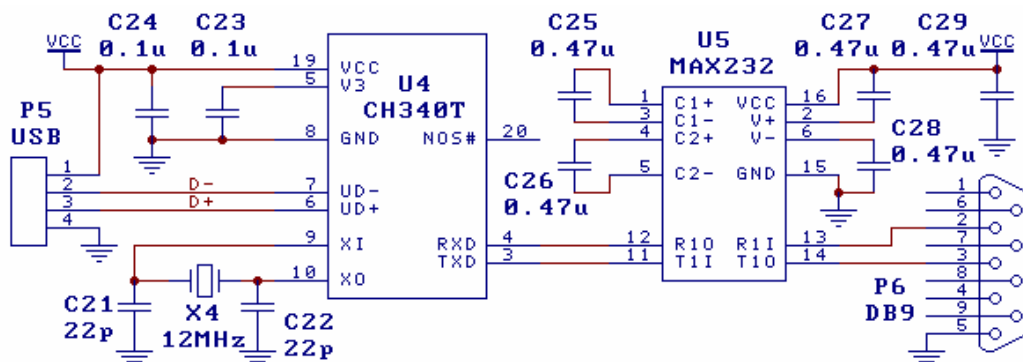 C24
0.1u
C23
0.1u
VCC
P5
USB
1
2
3
4
D-
D+
19
5
8
7
6
9
10
VCC
V3
GND
UD-
UD+
XI
XO
U4
CH340T
NOS#
20
RXD
TXD
4
3
C21
22p
X4
12MHz
C22
22p
C25
0.47u
C26
0.47u
U5
MAX232
1
3
4
5
12
11
C1+
C1-
C2+
C2-
R1O
T1I
VCC
V+
V-
GND
R1I
T1O
16
2
6
15
13
14
C27
0.47u
C29
0.47u
VCC
C28
0.47u
P6
DB9
1
6
2
7
3
8
4
9
5